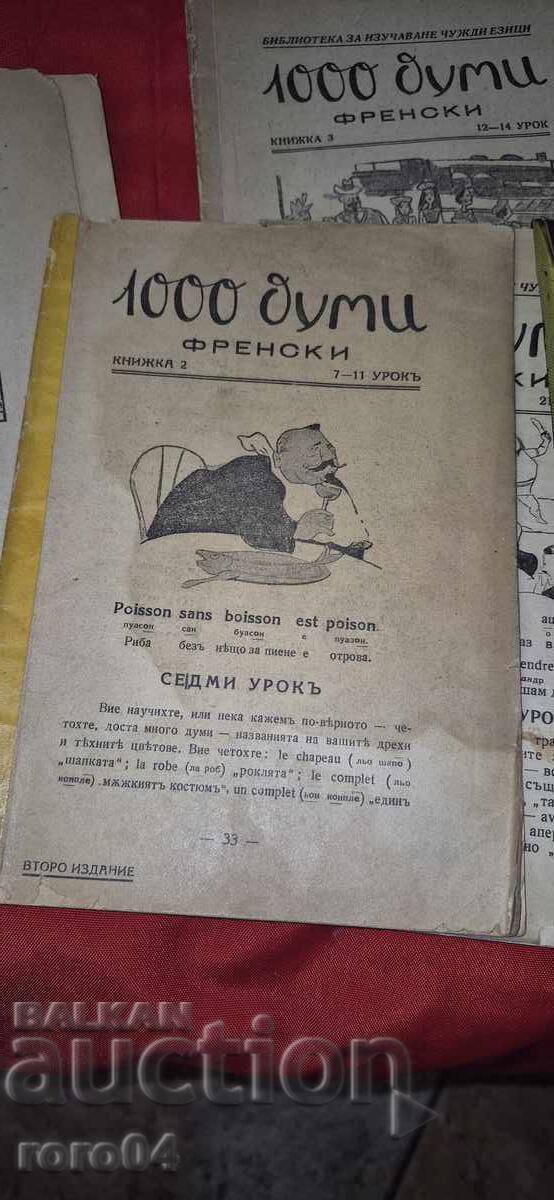 БИБЛИОТЕКА ЗА ИЗУЧАВАНЕ ЧУЖДИ ЕЗИЦИ
1000 думи
ФРЕНСКИ
КНИЖКА 3 12—14 УРОК
1000 думи
ФРЕНСКИ
КНИЖКА 2 7—11 УРОКЪ
Poisson sans boisson est poison.
пуасон сан буасон е пуазон.
Риба безъ нѣщо за пиене е отрова.
СЕДМИ УРОКЪ
Вие научихте, или нека кажемъ по-вѣрното — че-
тохте, доста много думи — названията на вашитѣ дрехи
и тѣхнитѣ цвѣтове. Вие четохте: le chapeau (льо шапо)
„шапката“; la robe (ла роб) „роклята“; le complet (льо
конпле) „мѫжкиятъ костюмъ“, un complet (ьон конпле) „единъ
— 33 —
ВТОРО ИЗДАНИЕ
BALKAN
auction
roro04